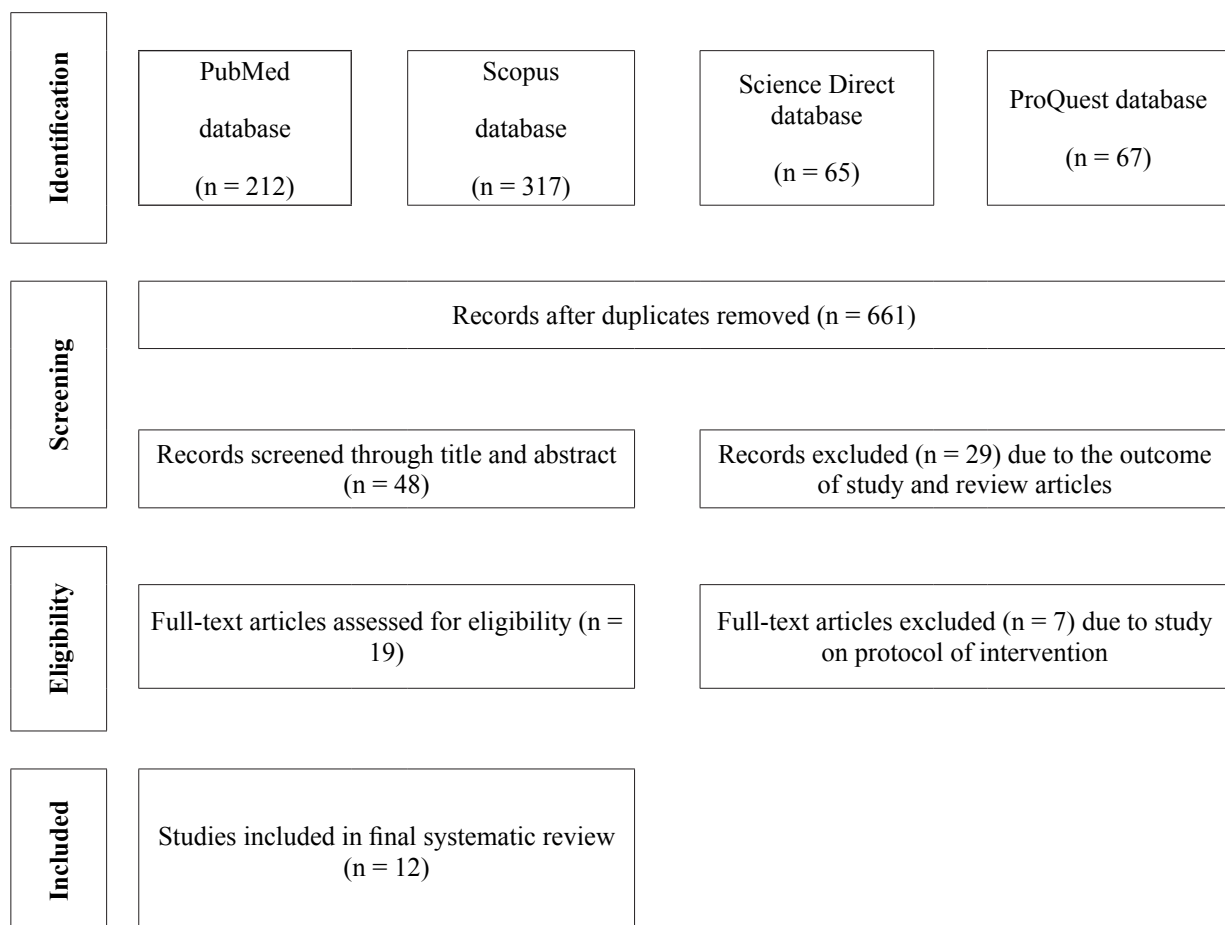 Identification
PubMed
database
(n = 212)
Scopus
database
(n = 317)
Science Direct
database
(n = 65)
ProQuest database
(n = 67)
Screening
Records after duplicates removed (n = 661)
Records screened through title and abstract
(n = 48)
Records excluded (n = 29) due to the outcome
of study and review articles
Eligibility
Full-text articles assessed for eligibility (n =
19)
Full-text articles excluded (n = 7) due to study
on protocol of intervention
Included
Studies included in final systematic review
(n = 12)